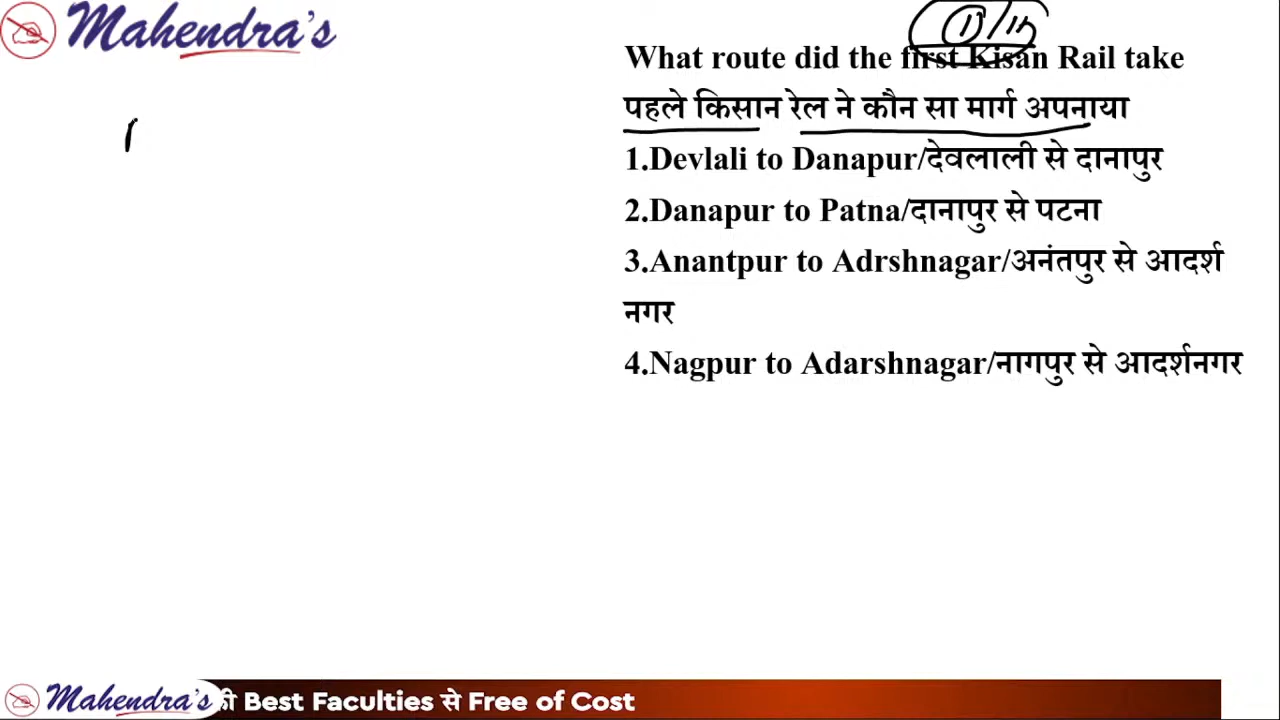 Mahendra's
What route did the first Kisan Rail take
पहले किसान रेल ने कौन सा मार्ग अपनाया
1.Devlali to Danapur/देवलाली से दानापुर
2.Danapur to Patna/दानापुर से पटना
3.Anantpur to Adrshnagar/अनंतपुर से आदर्श
नगर
4.Nagpur to Adarshnagar/नागपुर से आदर्शनगर
Mahendra's की Best Faculties से Free of Cost